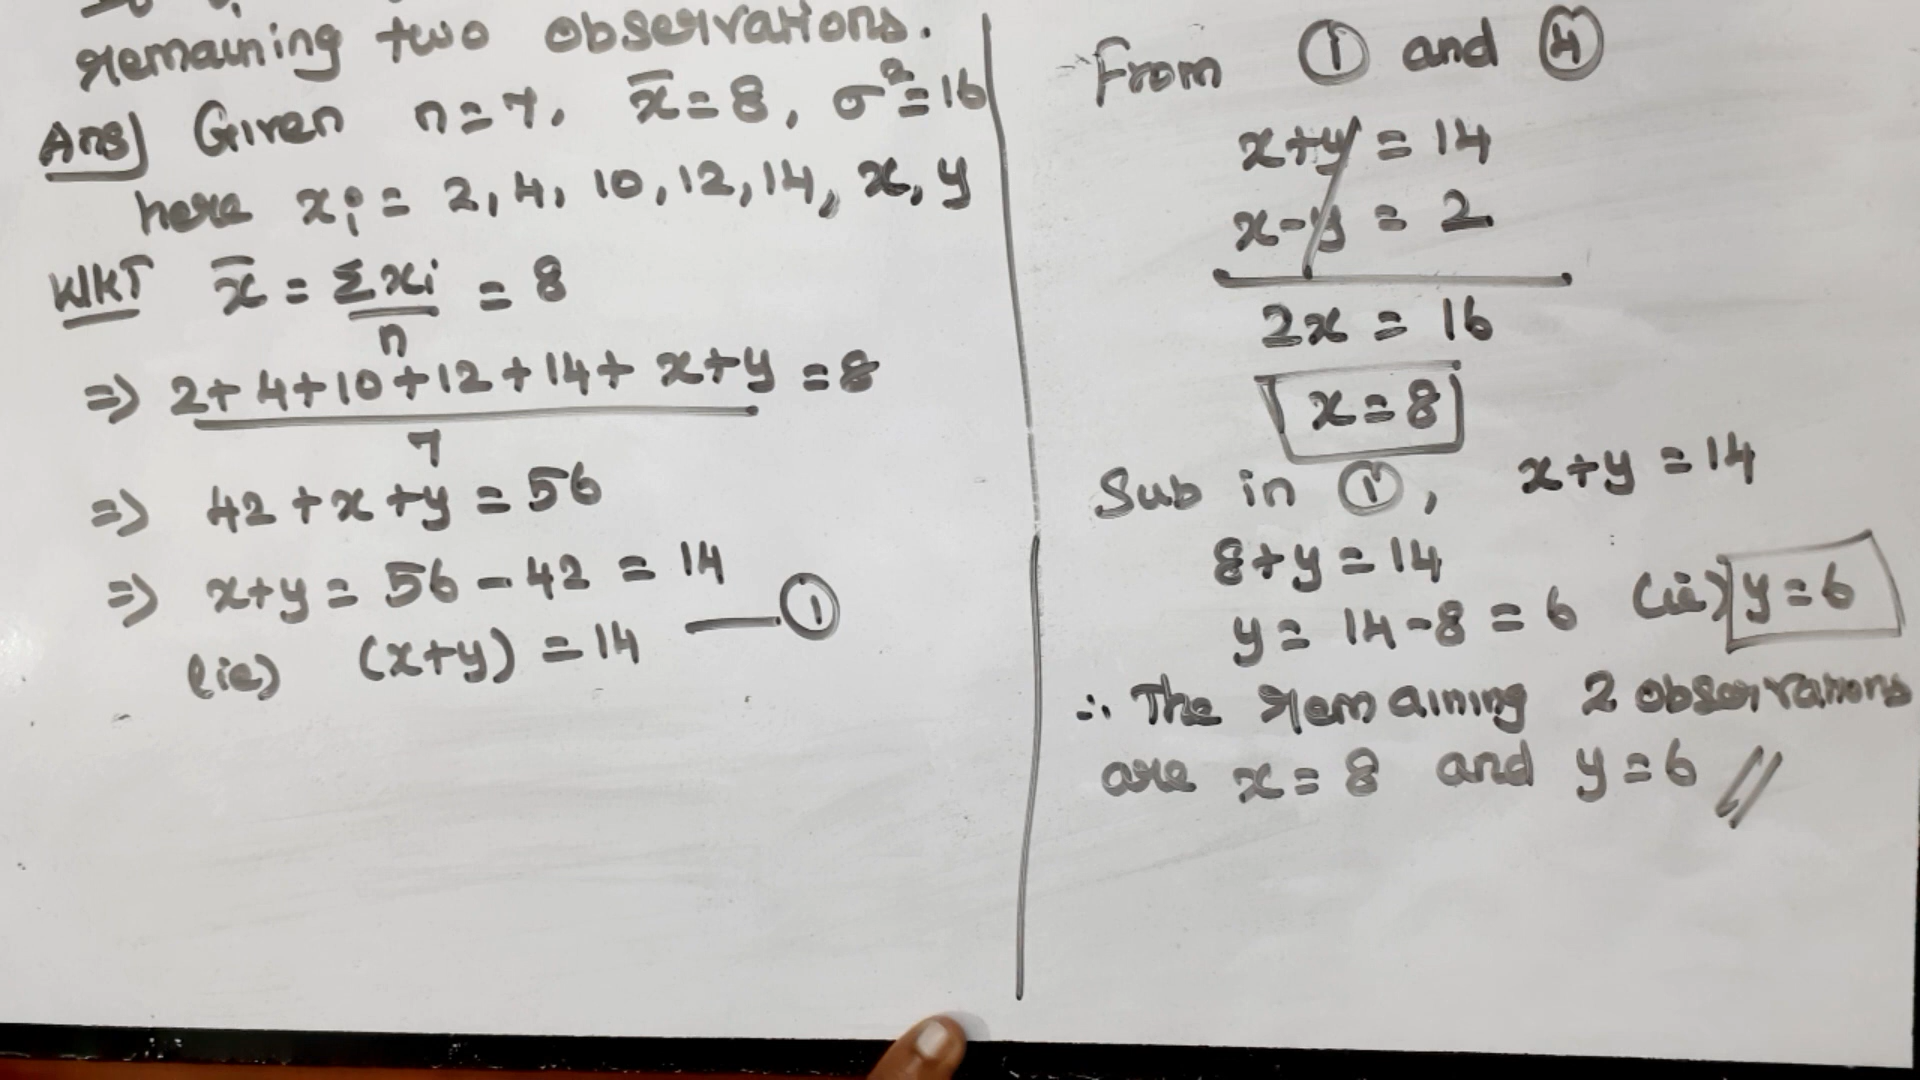 remaining two observations.
Ans) Given n=7, x̄=8, σ²=16
here xi = 2, 4, 10, 12, 14, x, y
WKT x̄ = Σxi/n = 8
=> 2+4+10+12+14+x+y/7 = 8
=> 42+x+y=56
=> x+y = 56-42 = 14
(ie) (x+y) = 14 — ①
From ① and ④
x+y = 14
x-y = 2
2x = 16
x=8
Sub in ①, x+y=14
8+y=14
y = 14-8 = 6 (ie) y=6
∴ The remaining 2 observations
are x=8 and y=6 //